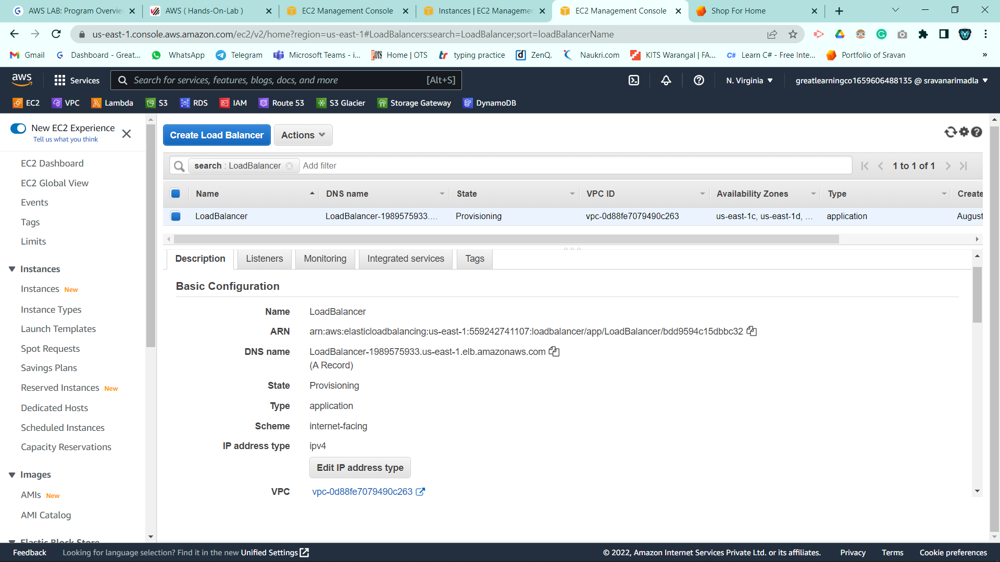 AWS LAB: Program Overvie
AWS ( Hands-On-Lab )
EC2 Management Console
Instances | EC2 Managemen
EC2 Management Console
Shop For Home
us-east-1.console.aws.amazon.com/ec2/v2/home?region=us-east-1#LoadBalancers:search=LoadBalancer;sort=loadBalancerName
Gmail Dashboard - Great... WhatsApp Telegram Microsoft Teams - i... Home | OTS typing practice ZenQ. Naukri.com KITS Warangal | FA... Learn C# - Free Inte... Portfolio of Sravan »
aws Services Search for services, features, blogs, docs, and more [Alt+S] N. Virginia greatlearningco1659606488135 @ sravanarimadla
EC2 VPC Lambda S3 RDS IAM Route 53 S3 Glacier Storage Gateway DynamoDB
New EC2 Experience
Tell us what you think
EC2 Dashboard
EC2 Global View
Events
Tags
Limits
Instances
Instances New
Instance Types
Launch Templates
Spot Requests
Savings Plans
Reserved Instances New
Dedicated Hosts
Scheduled Instances
Capacity Reservations
Images
AMIs New
AMI Catalog
Elastic Block Store
Create Load Balancer Actions
search : LoadBalancer Add filter 1 to 1 of 1
Name DNS name State VPC ID Availability Zones Type Create
LoadBalancer LoadBalancer-1989575933.... Provisioning vpc-0d88fe7079490c263 us-east-1c, us-east-1d, ... application August
Description Listeners Monitoring Integrated services Tags
Basic Configuration
Name LoadBalancer
ARN arn:aws:elasticloadbalancing:us-east-1:559242741107:loadbalancer/app/LoadBalancer/bdd9594c15dbbc32
DNS name LoadBalancer-1989575933.us-east-1.elb.amazonaws.com
(A Record)
State Provisioning
Type application
Scheme internet-facing
IP address type ipv4
Edit IP address type
VPC vpc-0d88fe7079490c263
Feedback Looking for language selection? Find it in the new Unified Settings © 2022, Amazon Internet Services Private Ltd. or its affiliates. Privacy Terms Cookie preferences